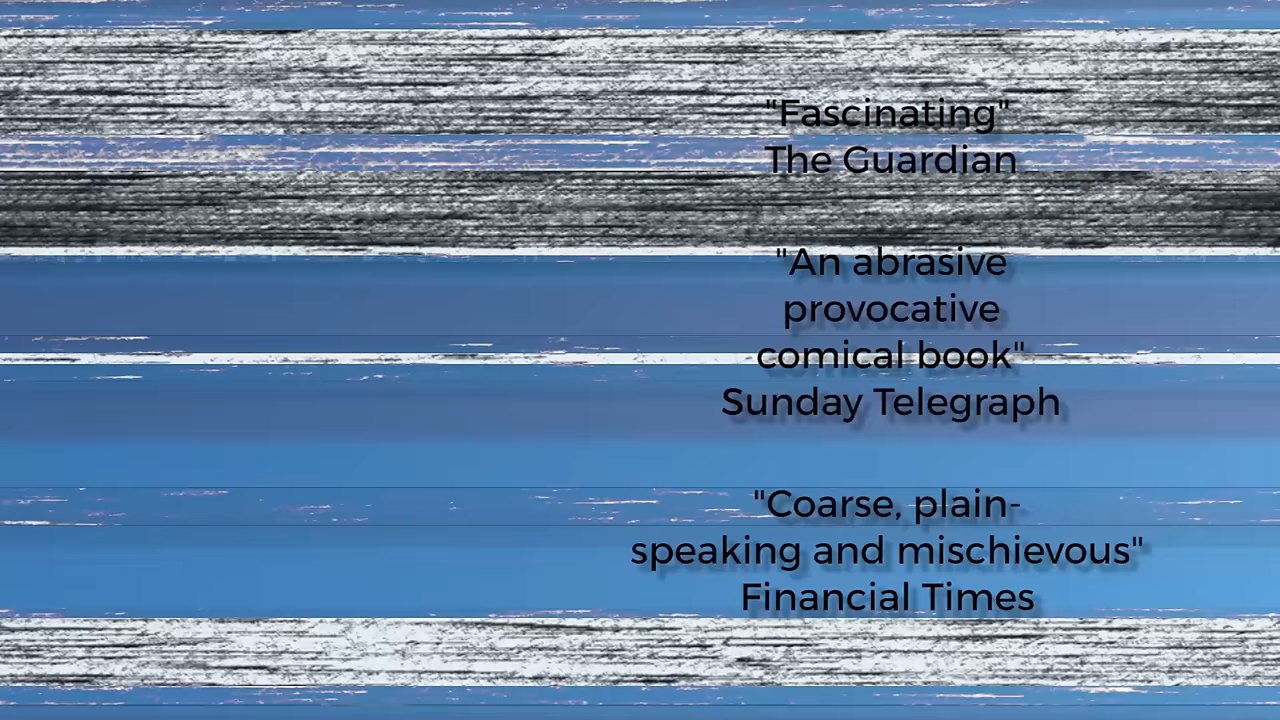 "Fascinating"
The Guardian
"An abrasive
provocative
comical book"
Sunday Telegraph
"Coarse, plain-
speaking and mischievous"
Financial Times